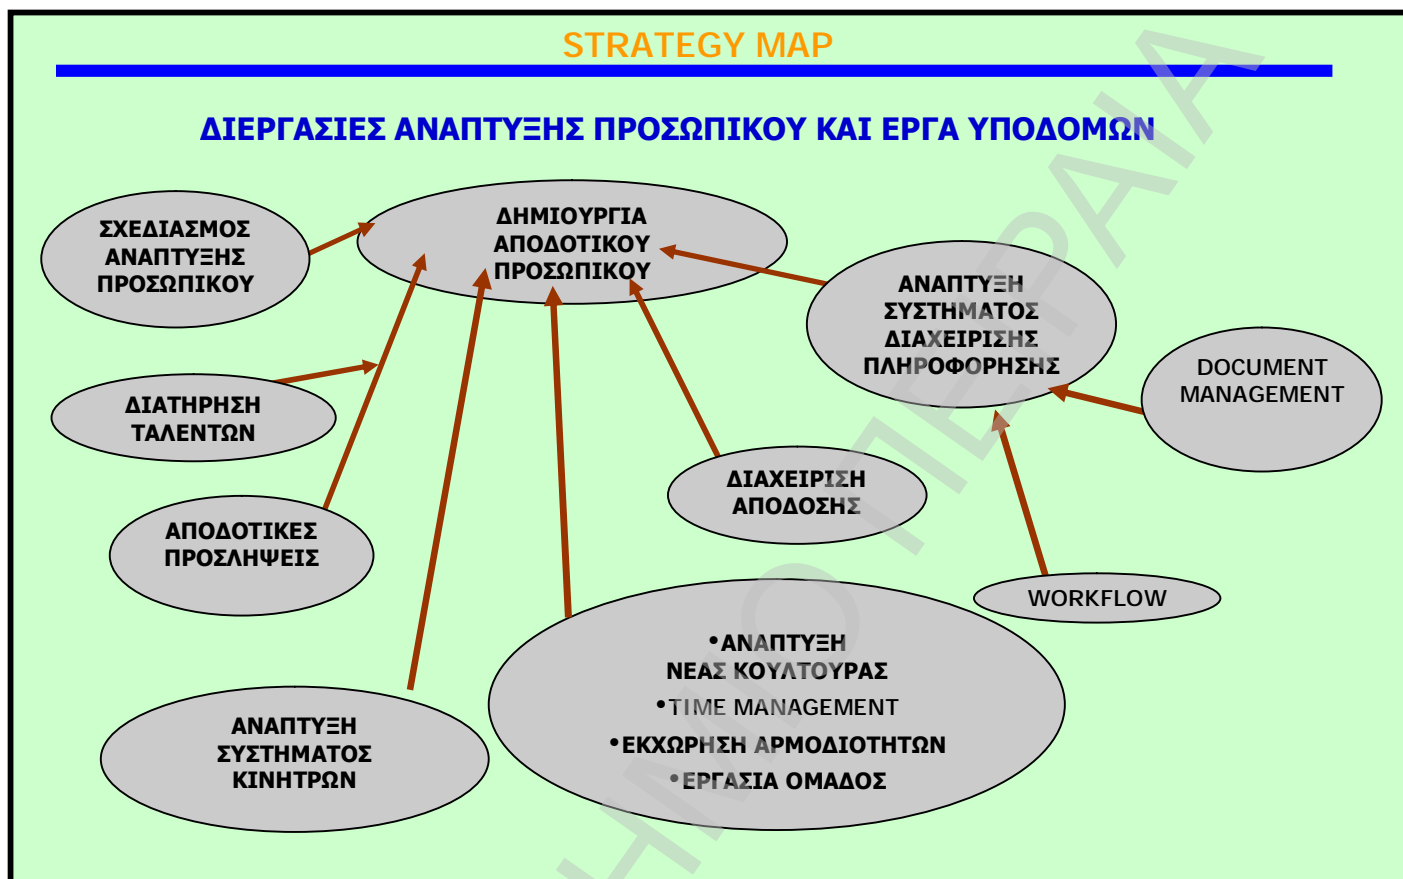 STRATEGY MAP
ΔΙΕΡΓΑΣΙΕΣ ΑΝΑΠΤΥΞΗΣ ΠΡΟΣΩΠΙΚΟΥ ΚΑΙ ΕΡΓΑ ΥΠΟΔΟΜΩΝ
ΣΧΕΔΙΑΣΜΟΣ
ΑΝΑΠΤΥΞΗΣ
ΠΡΟΣΩΠΙΚΟΥ
ΔΗΜΙΟΥΡΓΙΑ
ΑΠΟΔΟΤΙΚΟΥ
ΠΡΟΣΩΠΙΚΟΥ
ΑΝΑΠΤΥΞΗ
ΣΥΣΤΗΜΑΤΟΣ
ΔΙΑΧΕΙΡΙΣΗΣ
ΠΛΗΡΟΦΟΡΗΣΗΣ
DOCUMENT
MANAGEMENT
ΔΙΑΤΗΡΗΣΗ
ΤΑΛΕΝΤΩΝ
ΔΙΑΧΕΙΡΙΣΗ
ΑΠΟΔΟΣΗΣ
ΑΠΟΔΟΤΙΚΕΣ
ΠΡΟΣΛΗΨΕΙΣ
WORKFLOW
•ΑΝΑΠΤΥΞΗ
ΝΕΑΣ ΚΟΥΛΤΟΥΡΑΣ
•TIME MANAGEMENT
•ΕΚΧΩΡΗΣΗ ΑΡΜΟΔΙΟΤΗΤΩΝ
•ΕΡΓΑΣΙΑ ΟΜΑΔΟΣ
ΑΝΑΠΤΥΞΗ
ΣΥΣΤΗΜΑΤΟΣ
ΚΙΝΗΤΡΩΝ
ΗΜΙΟ ΠΕΙΡΑΙΑ